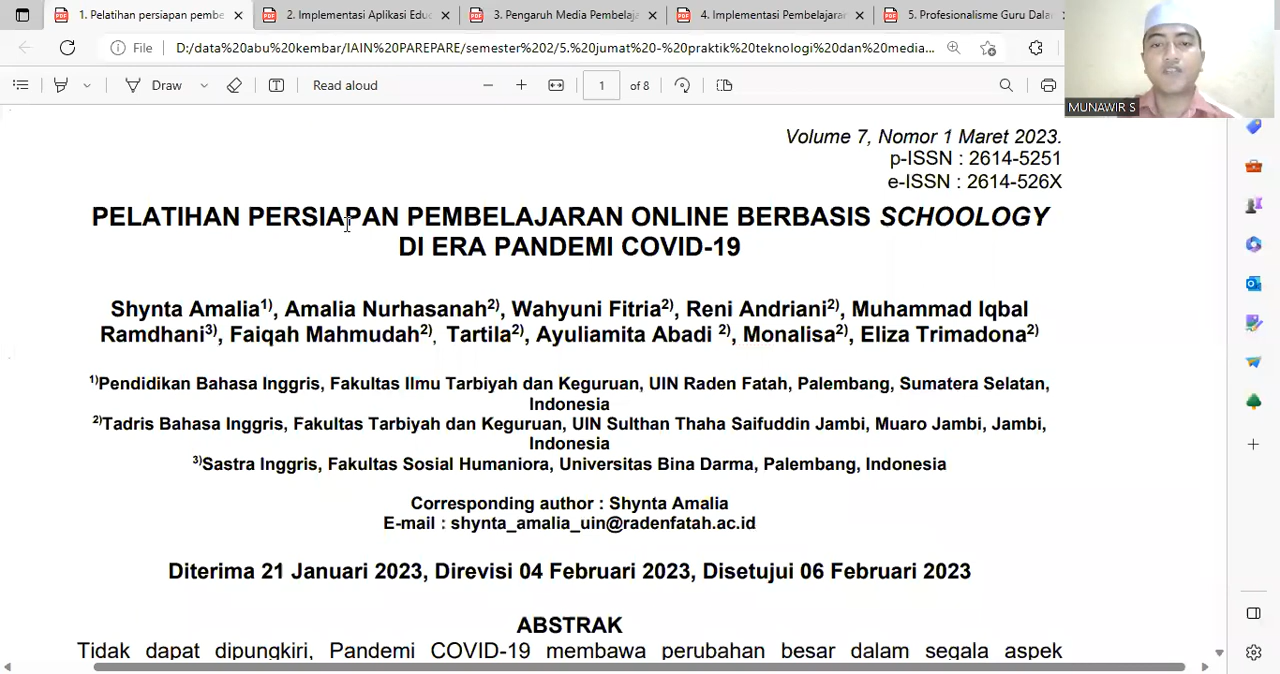 1. Pelatihan persiapan pembe
2. Implementasi Aplikasi Edu
3. Pengaruh Media Pembelaja
4. Implementasi Pembelajaran
5. Profesionalisme Guru Dala
File
D:/data%20abu%20kembar/IAIN%20PAREPARE/semester%202/5.%20jumat%20-%20praktik%20teknologi%20dan%20media...
Draw
Read aloud
1
of 8
MUNAWIR S
Volume 7, Nomor 1 Maret 2023.
p-ISSN : 2614-5251
e-ISSN : 2614-526X
PELATIHAN PERSIAPAN PEMBELAJARAN ONLINE BERBASIS SCHOOLOGY
DI ERA PANDEMI COVID-19
Shynta Amalia1), Amalia Nurhasanah2), Wahyuni Fitria2), Reni Andriani2), Muhammad Iqbal
Ramdhani3), Faiqah Mahmudah2), Tartila2), Ayuliamita Abadi 2), Monalisa2), Eliza Trimadona2)
1)Pendidikan Bahasa Inggris, Fakultas Ilmu Tarbiyah dan Keguruan, UIN Raden Fatah, Palembang, Sumatera Selatan,
Indonesia
2)Tadris Bahasa Inggris, Fakultas Tarbiyah dan Keguruan, UIN Sulthan Thaha Saifuddin Jambi, Muaro Jambi, Jambi,
Indonesia
3)Sastra Inggris, Fakultas Sosial Humaniora, Universitas Bina Darma, Palembang, Indonesia
Corresponding author : Shynta Amalia
E-mail : shynta_amalia_uin@radenfatah.ac.id
Diterima 21 Januari 2023, Direvisi 04 Februari 2023, Disetujui 06 Februari 2023
ABSTRAK
Tidak dapat dipungkiri, Pandemi COVID-19 membawa perubahan besar dalam segala aspek